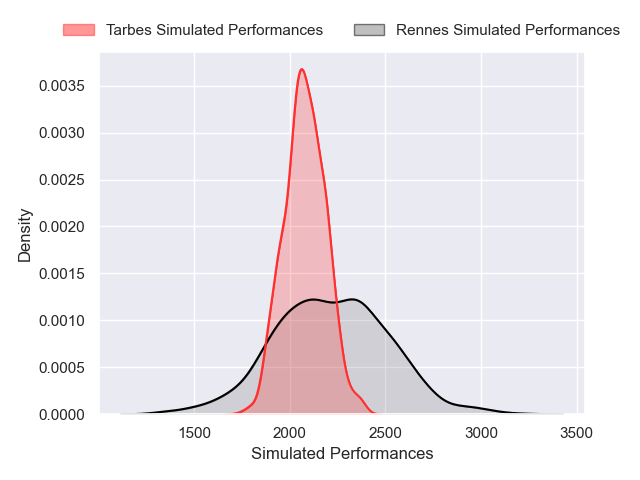 Tarbes Simulated Performances
Rennes Simulated Performances
0.0035
0.0030
0.0025
0.0020
0.0015
0.0010
0.0005
0.0000
Density
1500 2000 2500 3000 3500
Simulated Performances